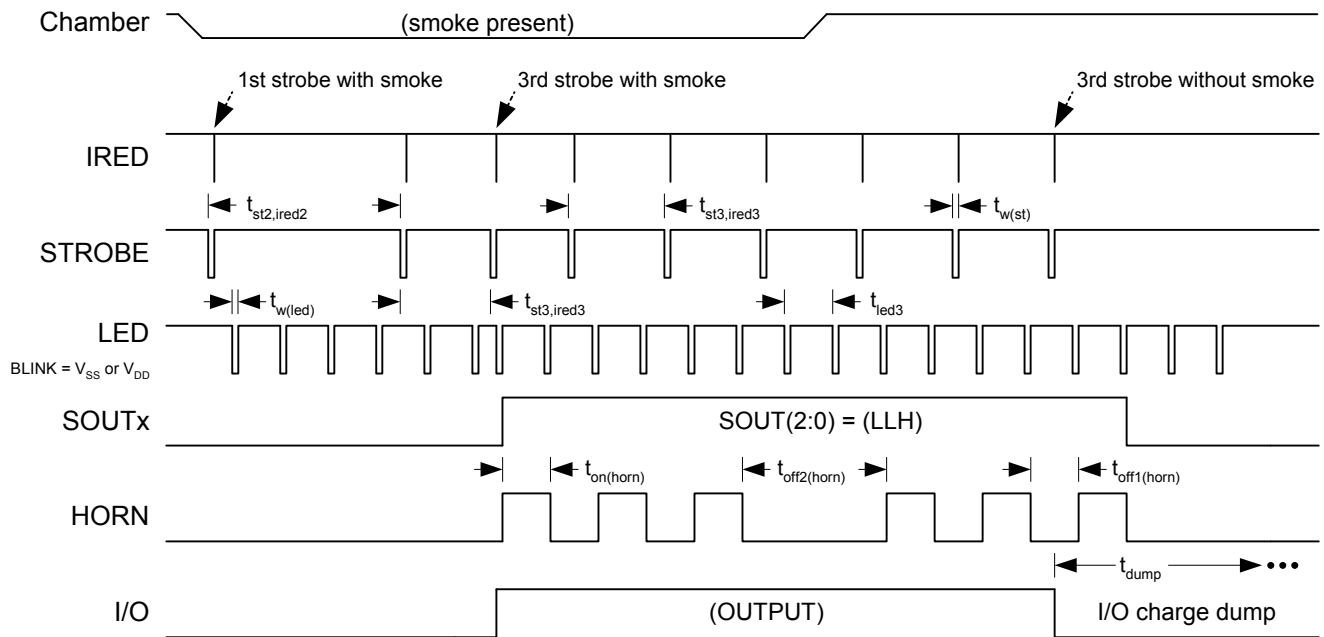 Chamber
(smoke present)
1st strobe with smoke
3rd strobe with smoke
3rd strobe without smoke
IRED
t_st2,ired2
t_st3,ired3
t_w(st)
STROBE
t_w(led)
t_st3,ired3
t_led3
LED
BLINK = V_SS or V_DD
SOUTx
SOUT(2:0) = (LLH)
t_on(horn)
t_off2(horn)
t_off1(horn)
HORN
t_dump
I/O
(OUTPUT)
I/O charge dump